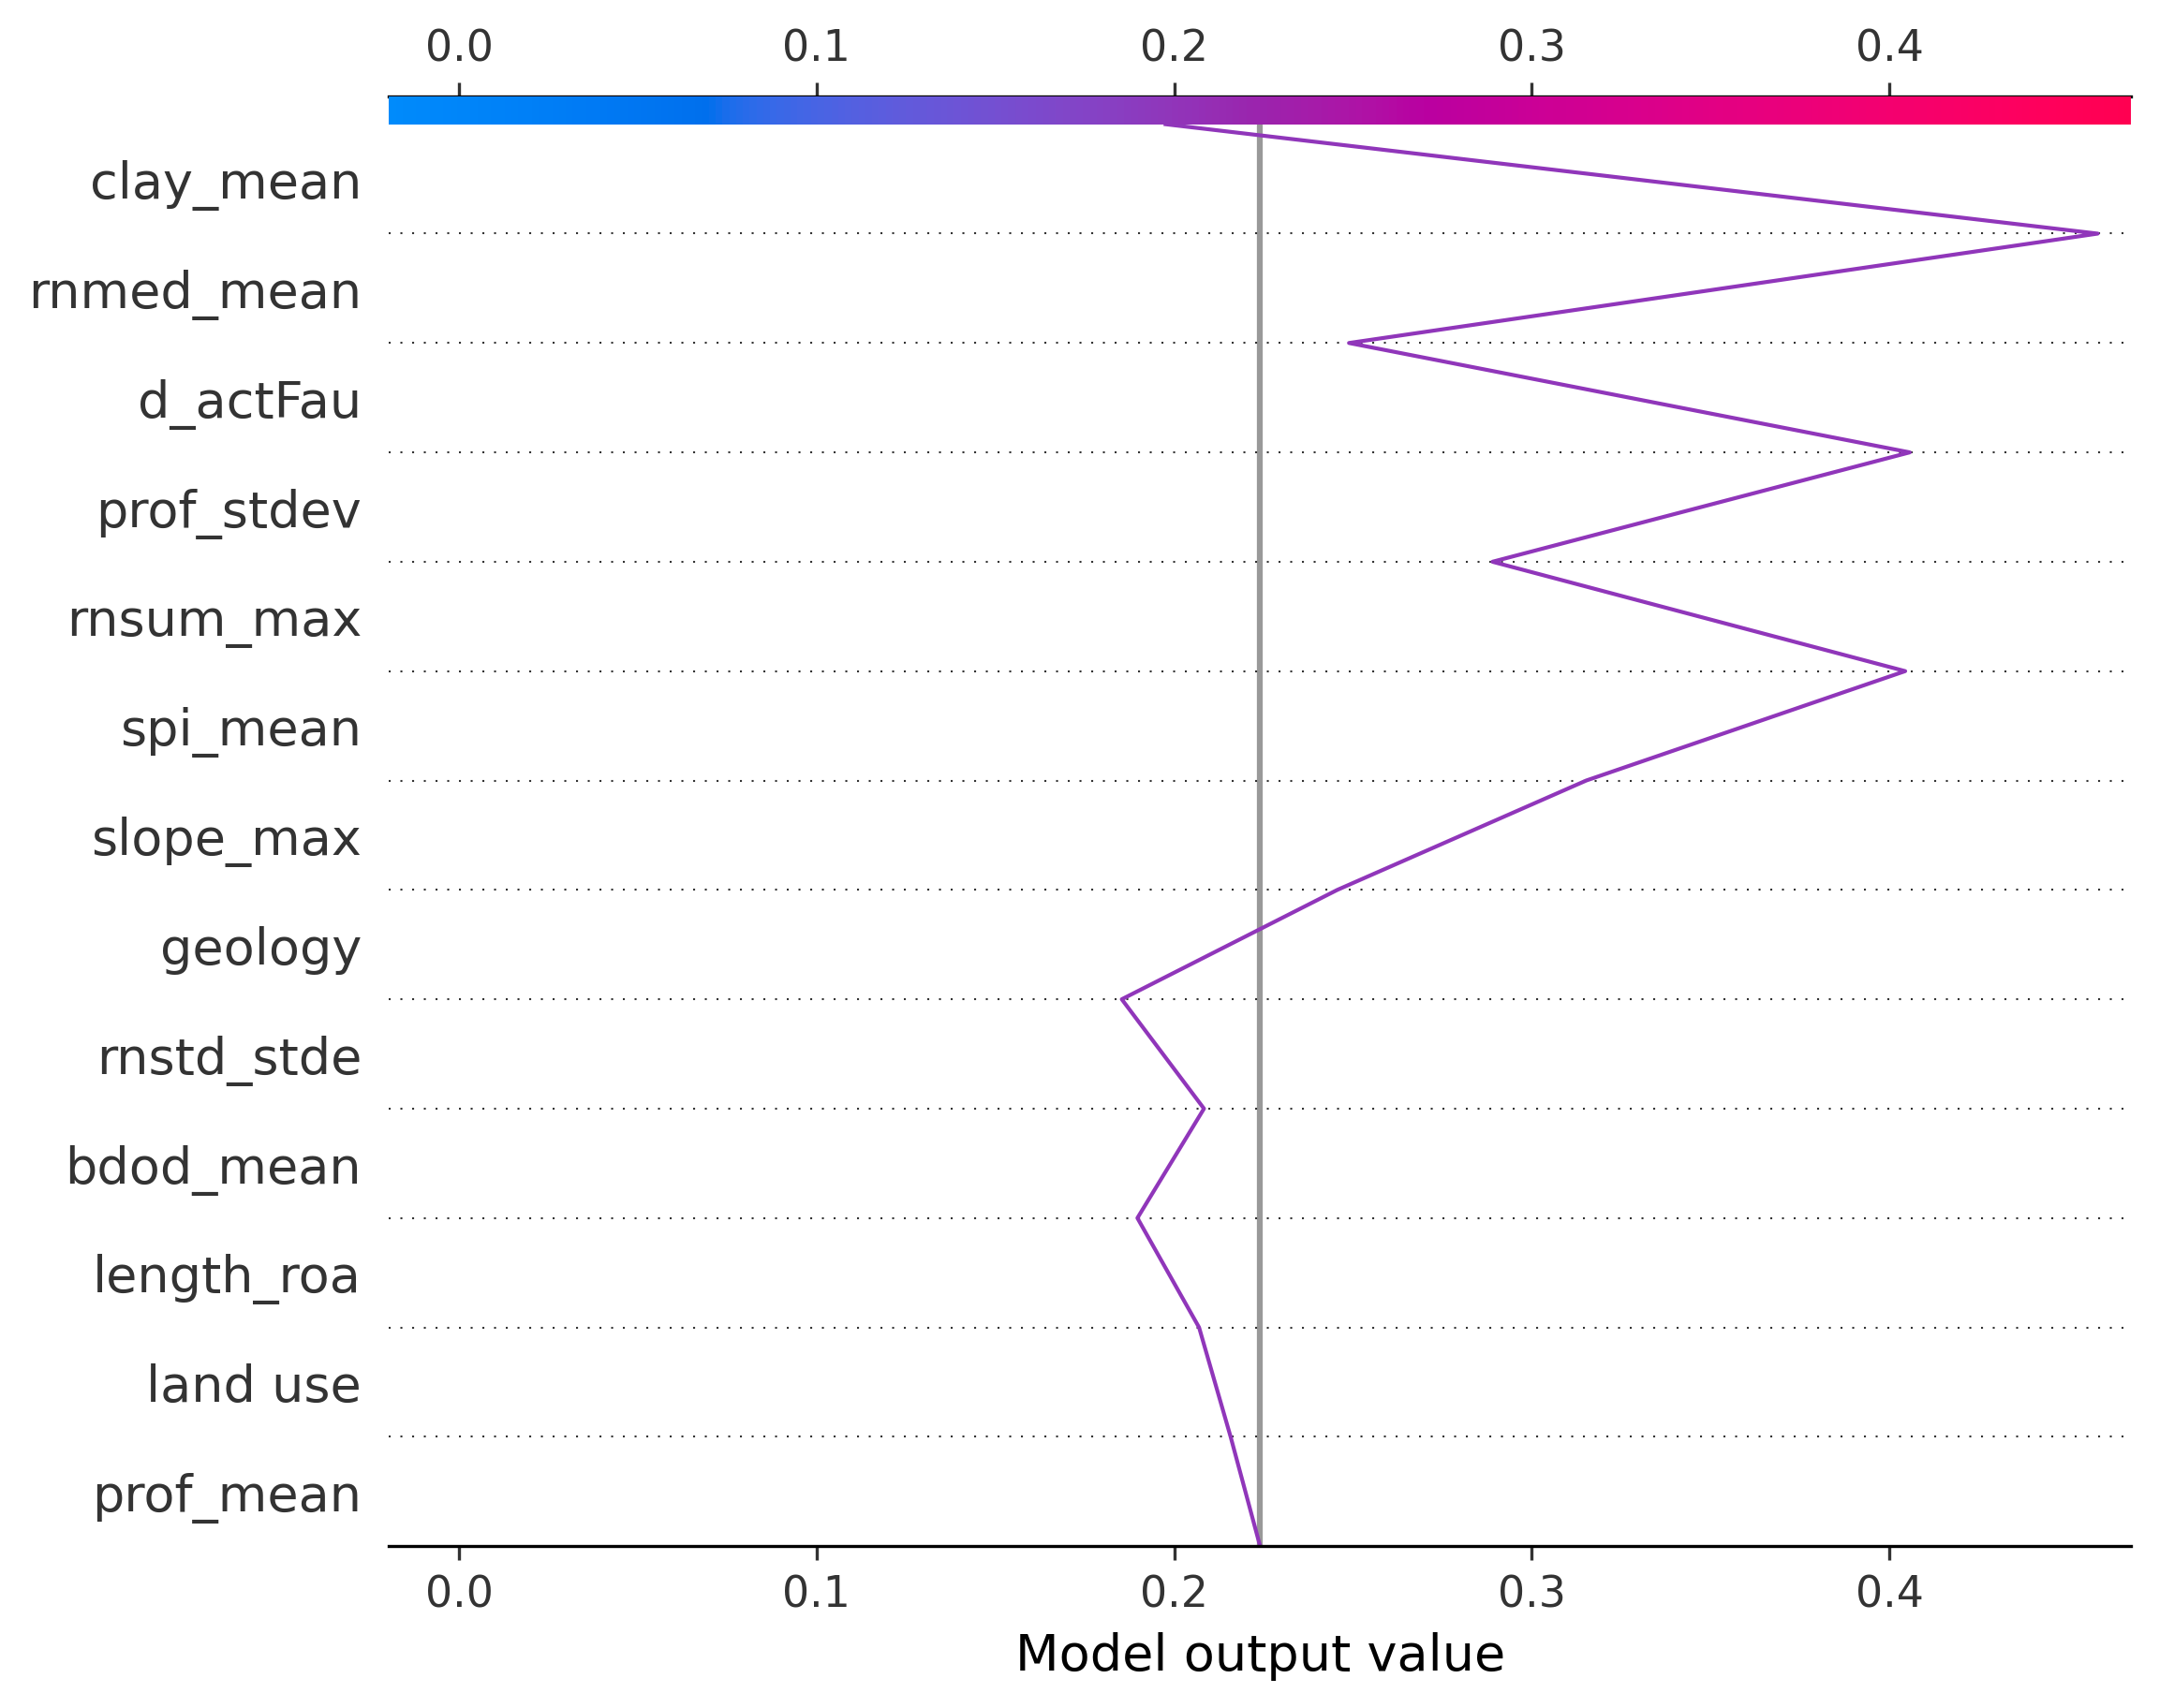 0.0 0.1 0.2 0.3 0.4
clay_mean
rnmed_mean
d_actFau
prof_stdev
rnsum_max
spi_mean
slope_max
geology
rnstd_stde
bdod_mean
length_roa
land use
prof_mean
0.0 0.1 0.2 0.3 0.4
Model output value